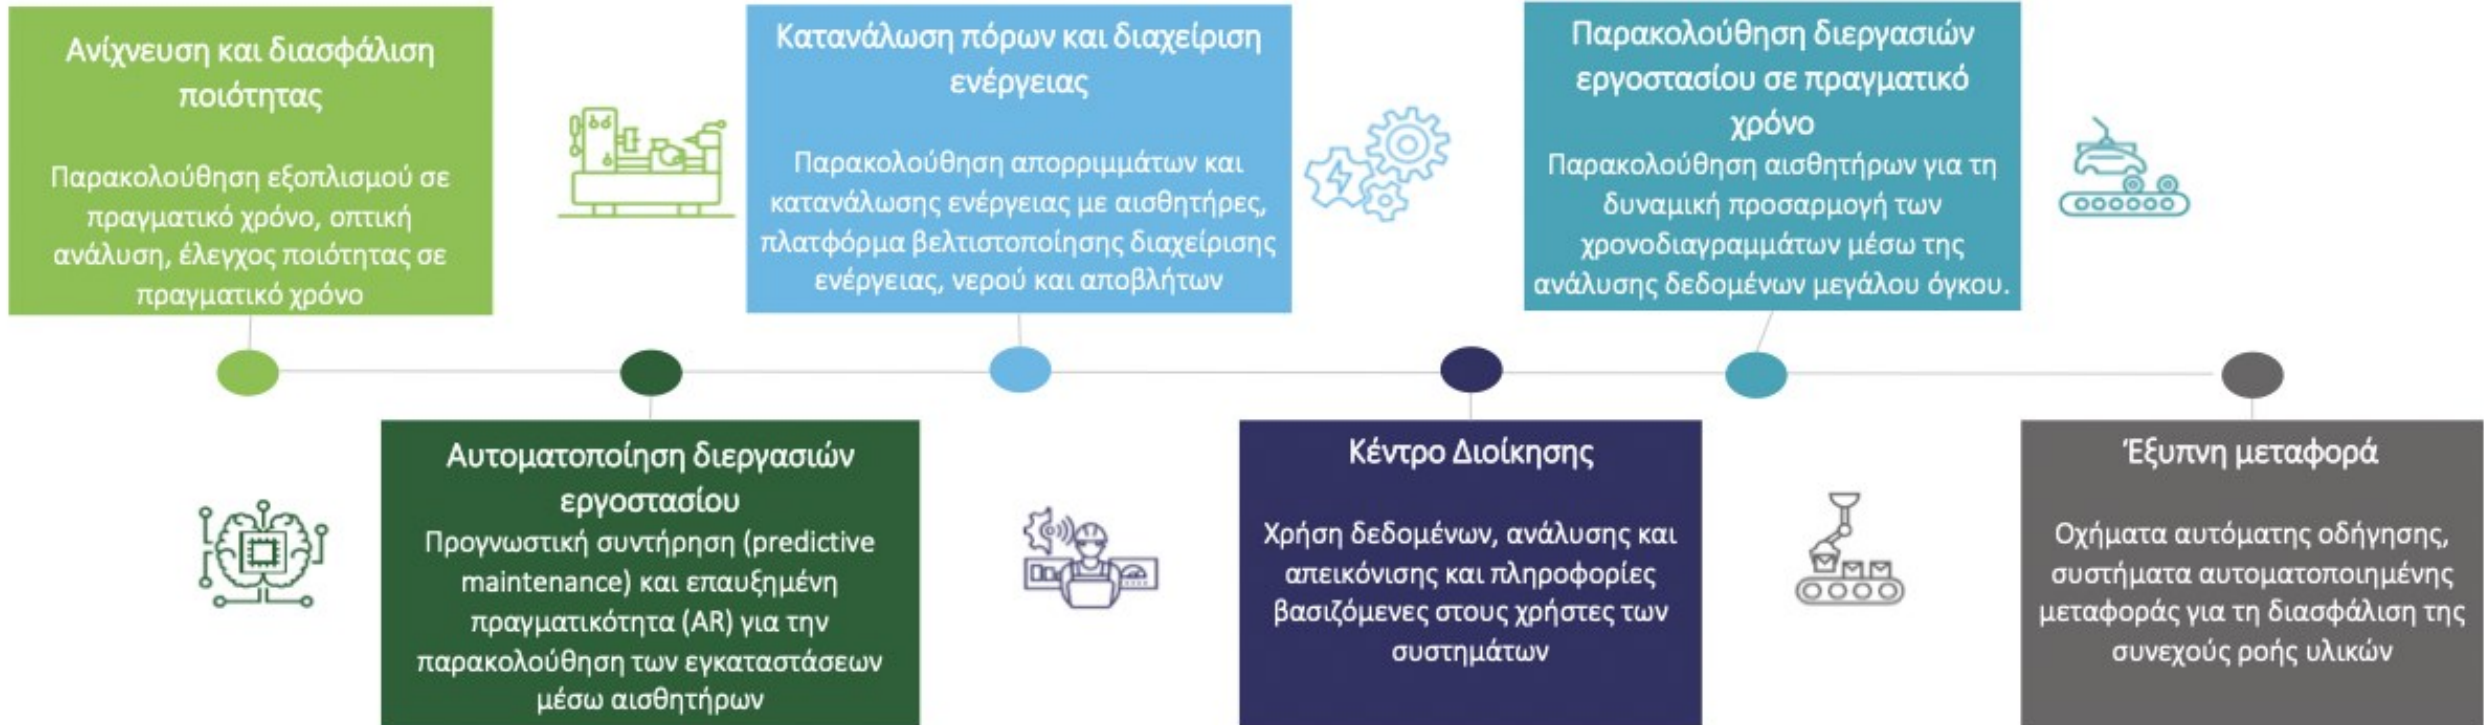 Ανίχνευση και διασφάλιση
ποιότητας
Παρακολούθηση εξοπλισμού σε
πραγματικό χρόνο, οπτική
ανάλυση, έλεγχος ποιότητας σε
πραγματικό χρόνο
Αυτοματοποίηση διεργασιών
εργοστασίου
Προγνωστική συντήρηση (predictive
maintenance) και επαυξημένη
πραγματικότητα (AR) για την
παρακολούθηση των εγκαταστάσεων
μέσω αισθητήρων
Κατανάλωση πόρων και διαχείριση
ενέργειας
Παρακολούθηση απορριμμάτων και
κατανάλωσης ενέργειας με αισθητήρες,
πλατφόρμα βελτιστοποίησης διαχείρισης
ενέργειας, νερού και αποβλήτων
Κέντρο Διοίκησης
Χρήση δεδομένων, ανάλυσης και
απεικόνισης και πληροφορίες
βασιζόμενες στους χρήστες των
συστημάτων
Παρακολούθηση διεργασιών
εργοστασίου σε πραγματικό
χρόνο
Παρακολούθηση αισθητήρων για τη
δυναμική προσαρμογή των
χρονοδιαγραμμάτων μέσω της
ανάλυσης δεδομένων μεγάλου όγκου.
Έξυπνη μεταφορά
Οχήματα αυτόματης οδήγησης,
συστήματα αυτοματοποιημένης
μεταφοράς για τη διασφάλιση της
συνεχούς ροής υλικών